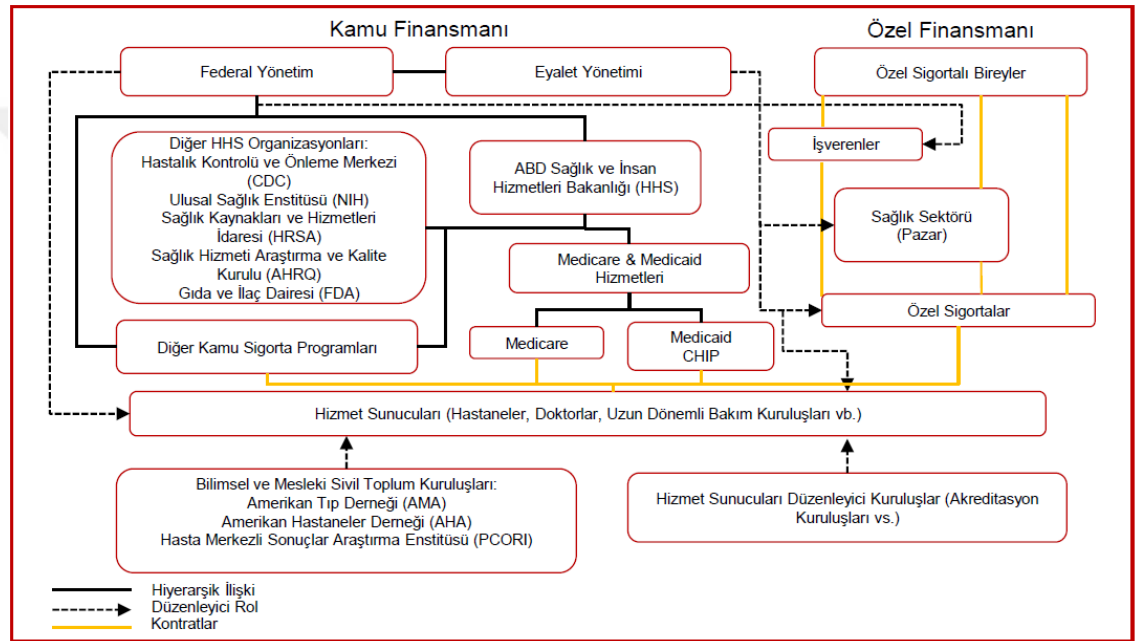 Kamu Finansmanı
Özel Finansmanı
Federal Yönetim
Eyalet Yönetimi
Özel Sigortalı Bireyler
Diğer HHS Organizasyonları:
Hastalık Kontrolü ve Önleme Merkezi
(CDC)
Ulusal Sağlık Enstitüsü (NIH)
Sağlık Kaynakları ve Hizmetleri
İdaresi (HRSA)
Sağlık Hizmeti Araştırma ve Kalite
Kurulu (AHRQ)
Gıda ve İlaç Dairesi (FDA)
ABD Sağlık ve İnsan
Hizmetleri Bakanlığı (HHS)
İşverenler
Sağlık Sektörü
(Pazar)
Medicare & Medicaid
Hizmetleri
Özel Sigortalar
Diğer Kamu Sigorta Programları
Medicare
Medicaid
CHIP
Hizmet Sunucuları (Hastaneler, Doktorlar, Uzun Dönemli Bakım Kuruluşları vb.)
Bilimsel ve Mesleki Sivil Toplum Kuruluşları:
Amerikan Tıp Derneği (AMA)
Amerikan Hastaneler Derneği (AHA)
Hasta Merkezli Sonuçlar Araştırma Enstitüsü (PCORI)
Hizmet Sunucuları Düzenleyici Kuruluşlar (Akreditasyon
Kuruluşları vs.)
Hiyerarşik İlişki
Düzenleyici Rol
Kontratlar